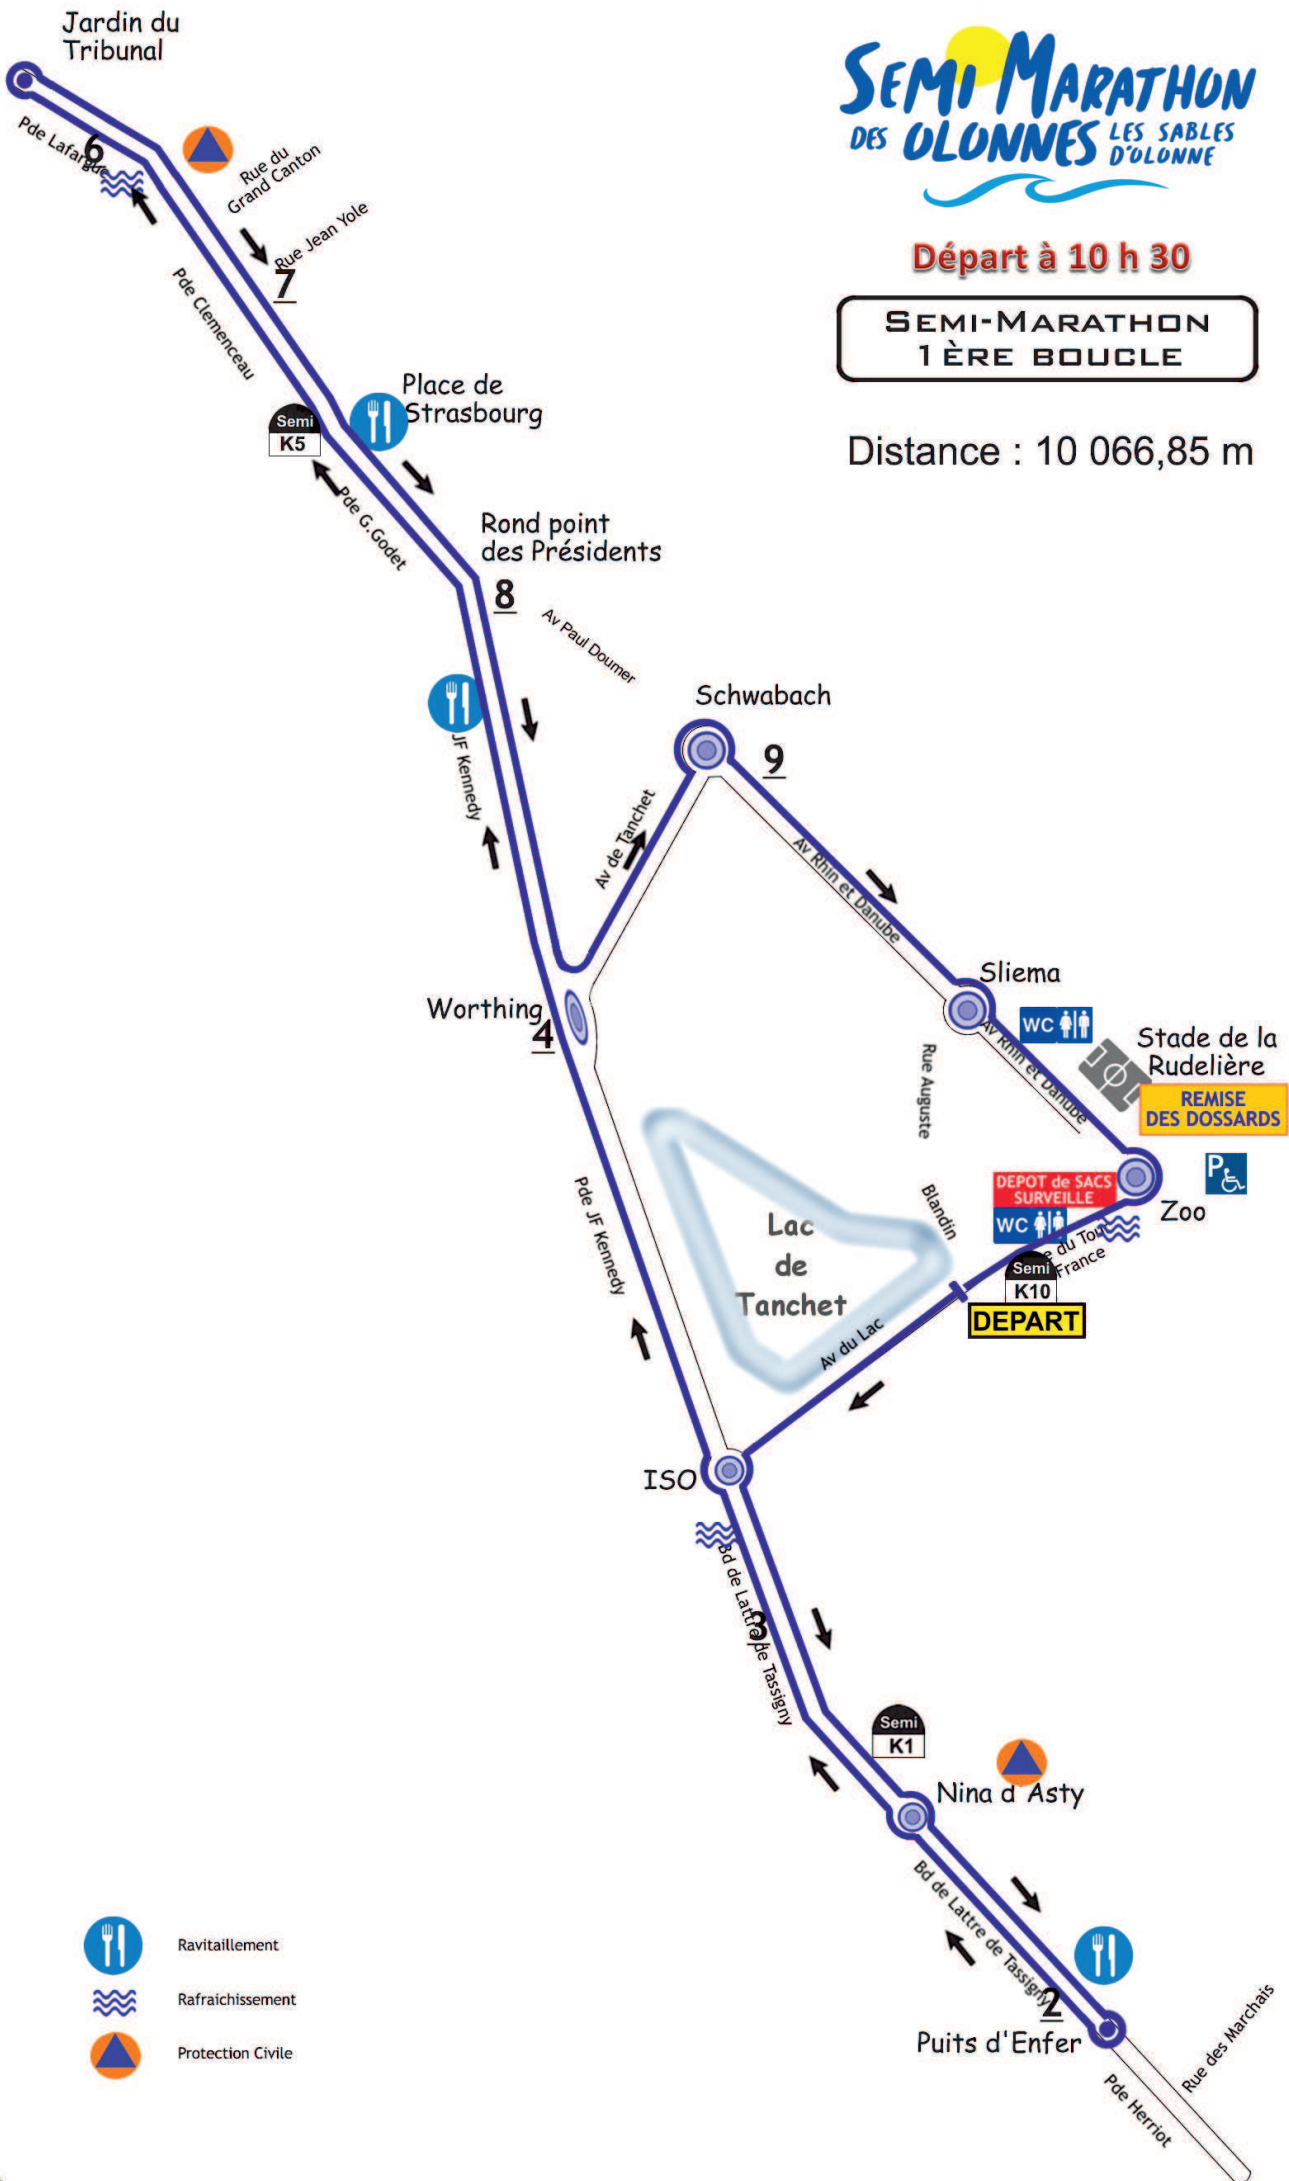 Jardin du
Tribunal
SEMI MARATHON
DES OLONNES LES SABLES
D'OLONNE
Départ à 10 h 30
SEMI-MARATHON
1ÈRE BOUCLE
Distance : 10 066,85 m
Pde Lafargue
6
Rue du
Grand Canton
Rue Jean Yole
7
Pde Clemenceau
Place de
Strasbourg
Semi
K5
Pde G.Godet
Rond point
des Présidents
8
Av Paul Doumer
JF Kennedy
Schwabach
9
Av de Tanchet
Av Rhin et Danube
Sliema
WC
Av Rhin et Danube
Stade de la
Rudelière
REMISE
DES DOSSARDS
Worthing
4
Rue Auguste
Blandin
P
DEPOT de SACS
SURVEILLE
WC
Zoo
Pde JF Kennedy
Lac
de
Tanchet
du Tou
France
Semi
K10
DEPART
Av du Lac
ISO
Bd de Lattre de Tassigny
3
Semi
K1
Nina d'Asty
Bd de Lattre de Tassigny
2
Puits d'Enfer
Rue des Marchais
Pde Herriot
Ravitaillement
Rafraichissement
Protection Civile